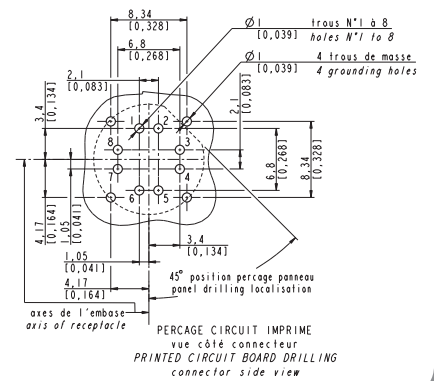 8,34
[0,328]
Ø1
[0,039]
trous N°1 à 8
holes N°1 to 8
6,8
[0,268]
Ø1
[0,039]
4 trous de masse
4 grounding holes
2,1
[0,083]
2,1
[0,083]
3,4
[0,134]
1
2
8
3
7
4
6
5
6,8
[0,268]
8,34
[0,328]
4,17
[0,164]
1,05
[0,041]
3,4
[0,134]
1,05
[0,041]
45° position percage panneau
panel drilling localisation
4,17
[0,164]
axes de l'embase
axis of receptacle
PERCAGE CIRCUIT IMPRIME
vue côté connecteur
PRINTED CIRCUIT BOARD DRILLING
connector side view